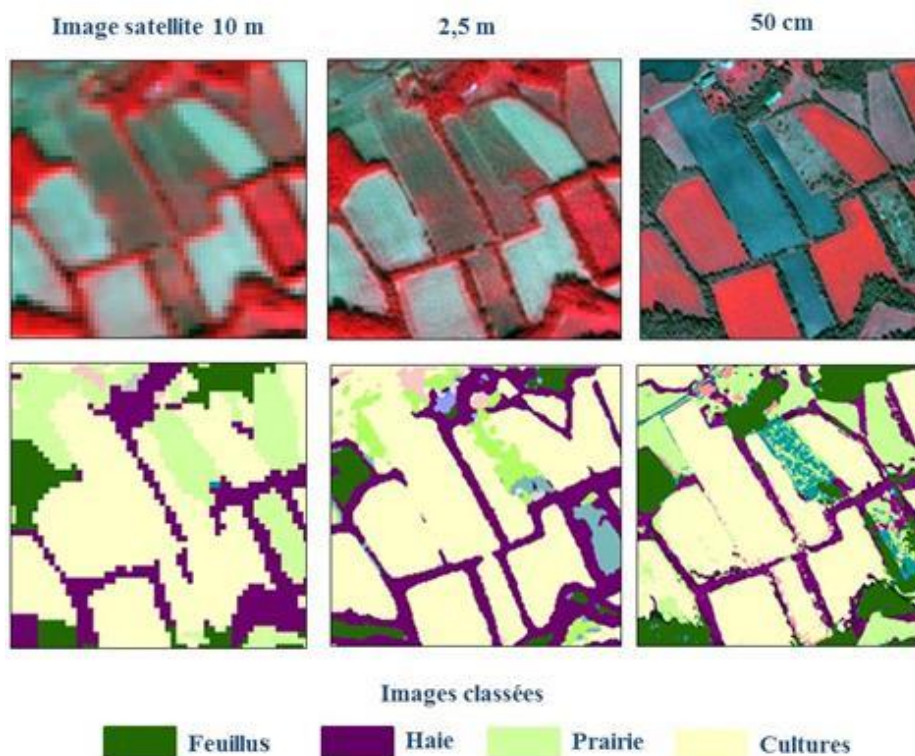 Image satellite 10 m
2,5 m
50 cm
Images classées
Feuillus
Haie
Prairie
Cultures